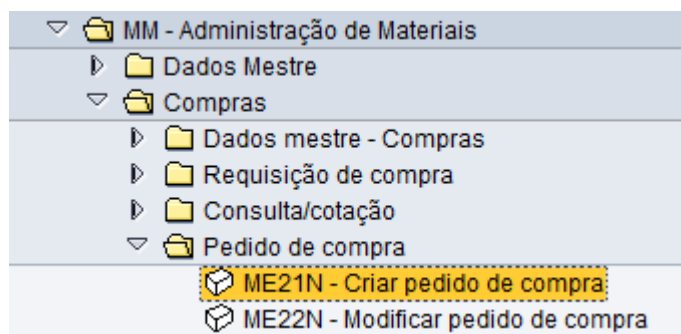 MM - Administração de Materiais
Dados Mestre
Compras
Dados mestre - Compras
Requisição de compra
Consulta/cotação
Pedido de compra
ME21N - Criar pedido de compra
ME22N - Modificar pedido de compra